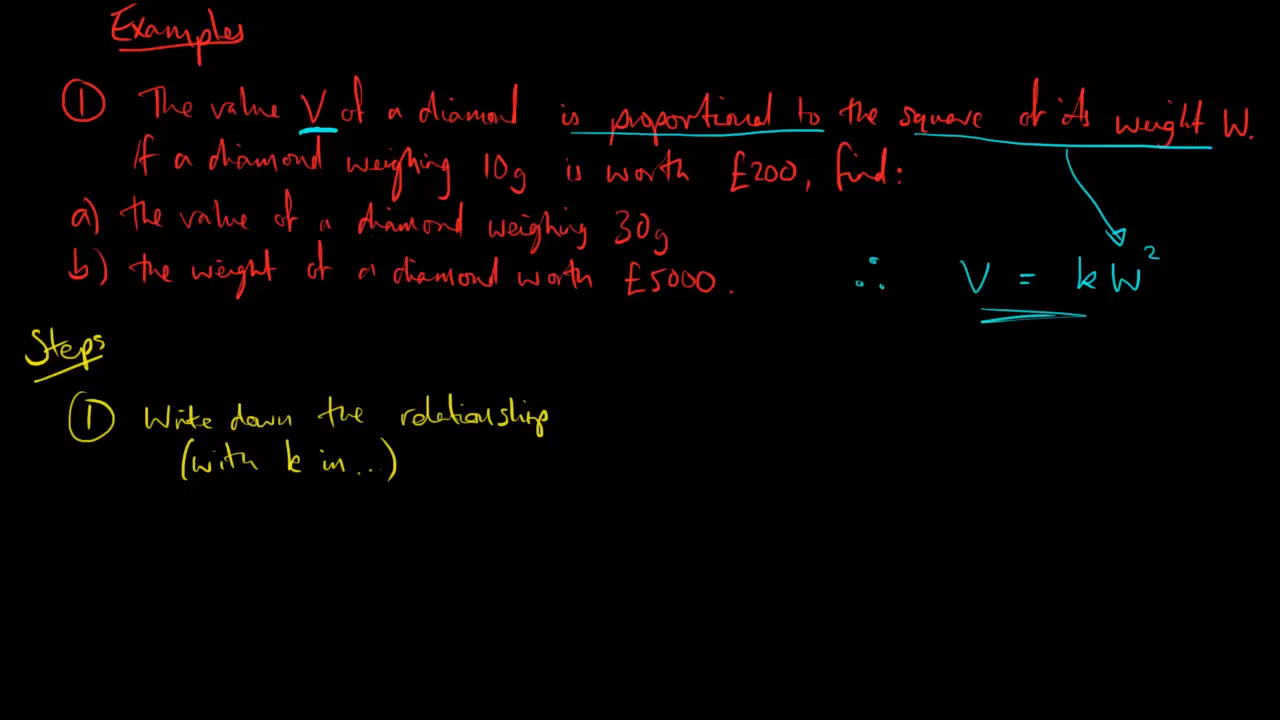 Examples
① The value V of a diamond is proportional to the square of its weight W.
If a diamond weighing 10g is worth £200, find:
a) the value of a diamond weighing 30g
b) the weight of a diamond worth £5000.
∴ V = kW²
Steps
① Write down the relationship
(with k in...)